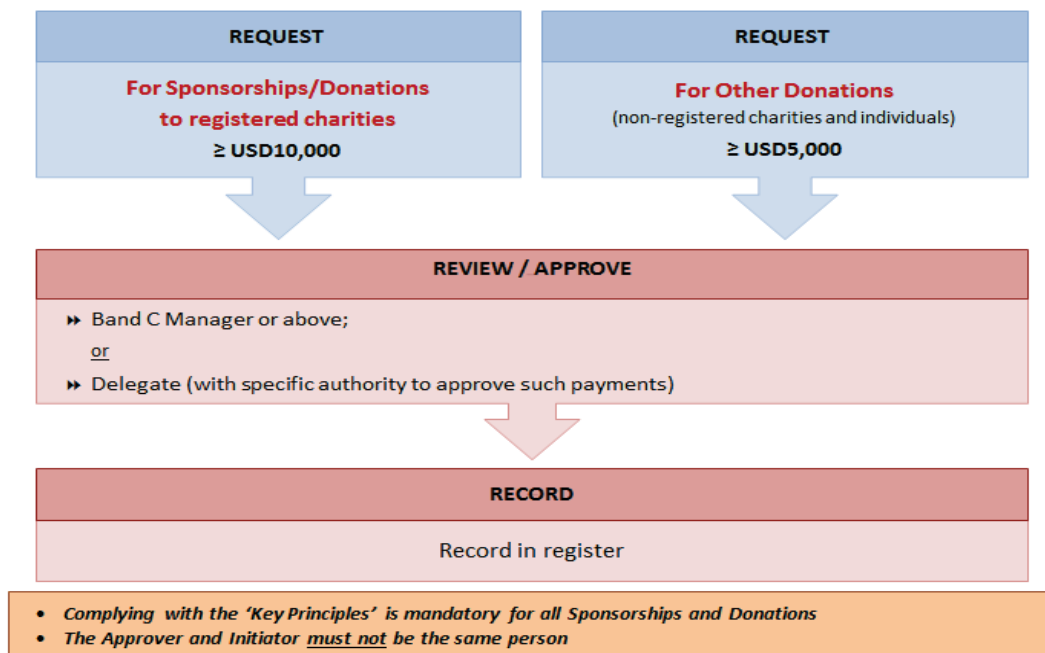 REQUEST
For Sponsorships/Donations
to registered charities
≥ USD10,000
REQUEST
For Other Donations
(non-registered charities and individuals)
≥ USD5,000
REVIEW / APPROVE
Band C Manager or above;
or
Delegate (with specific authority to approve such payments)
RECORD
Record in register
• Complying with the ‘Key Principles’ is mandatory for all Sponsorships and Donations
• The Approver and Initiator must not be the same person